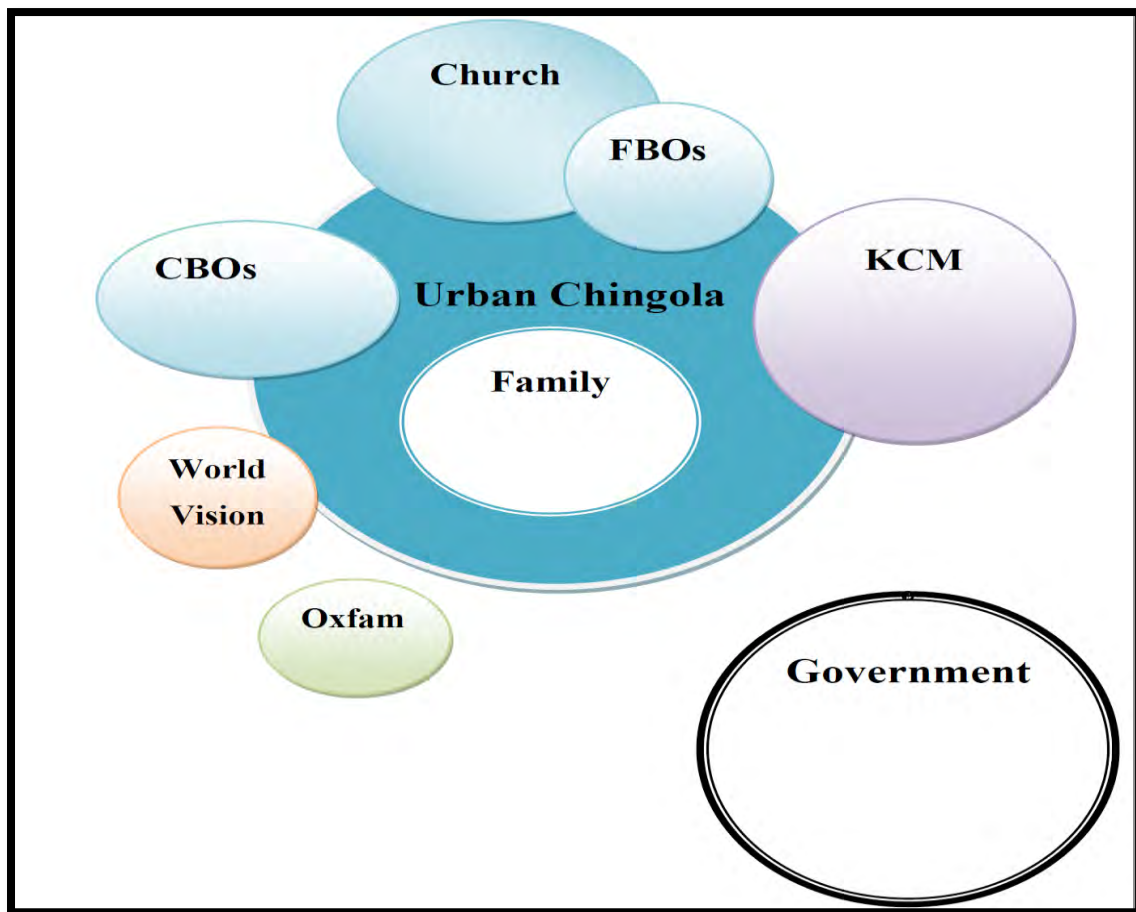 Church
FBOs
CBOs
KCM
Urban Chingola
Family
World
Vision
Oxfam
Government